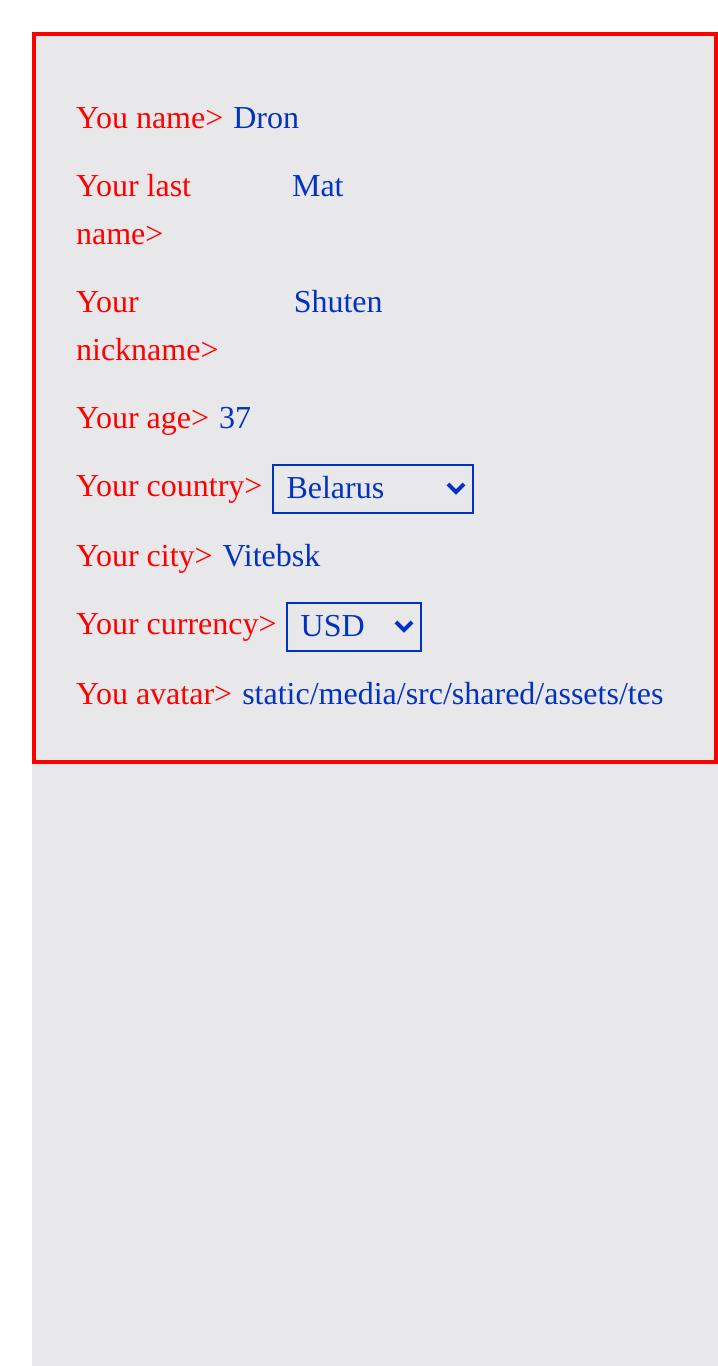 You name> Dron
Your last name> Mat
Your nickname> Shuten
Your age> 37
Your country> Belarus
Your city> Vitebsk
Your currency> USD
You avatar> static/media/src/shared/assets/tes